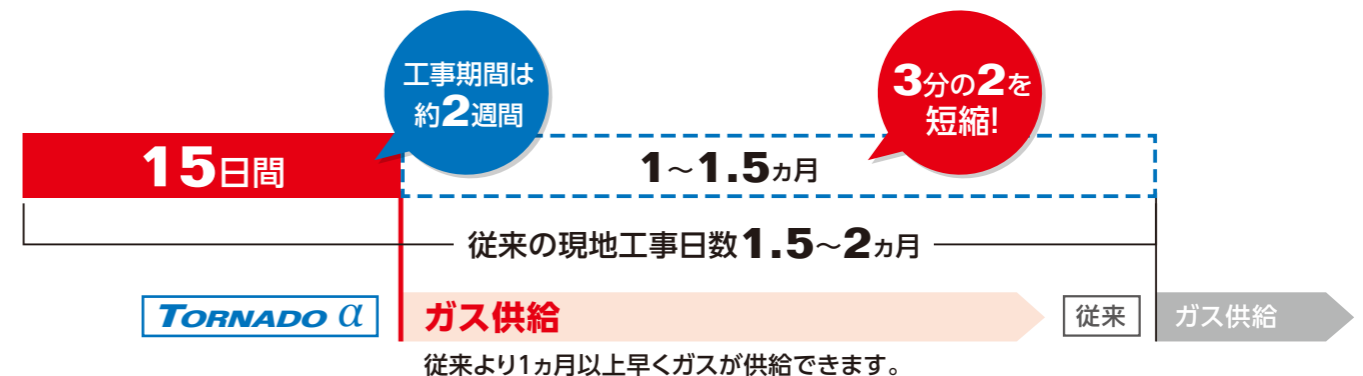 工事期間は
約2週間
3分の2を
短縮!
15日間
1～1.5ヵ月
従来の現地工事日数1.5～2ヵ月
TORNADO α
ガス供給
従来
ガス供給
従来より1ヵ月以上早くガスが供給できます。